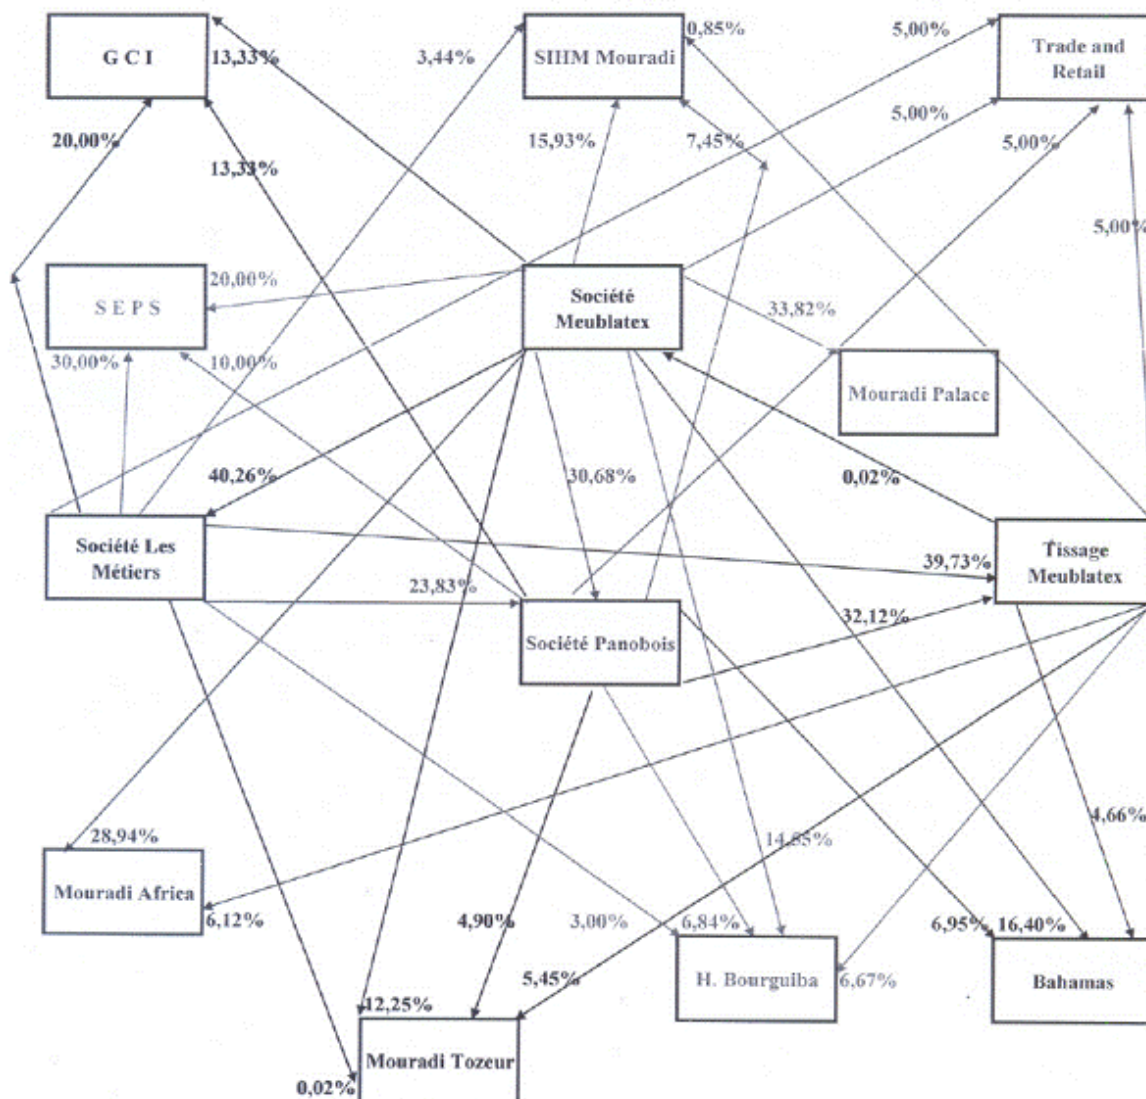 G C I
13,33%
3,44%
SIHM Mouradi
0,85%
5,00%
Trade and
Retail
20,00%
13,33%
15,93%
7,45%
5,00%
5,00%
5,00%
S E P S
20,00%
Société
Meublatex
33,82%
30,00%
10,00%
Mouradi Palace
40,26%
30,68%
0,02%
Société Les
Métiers
23,83%
39,73%
Tissage
Meublatex
Société Panobois
32,12%
28,94%
14,85%
4,66%
Mouradi Africa
6,12%
4,90%
3,00%
6,84%
6,95%
16,40%
5,45%
H. Bourguiba
6,67%
Bahamas
12,25%
Mouradi Tozeur
0,02%